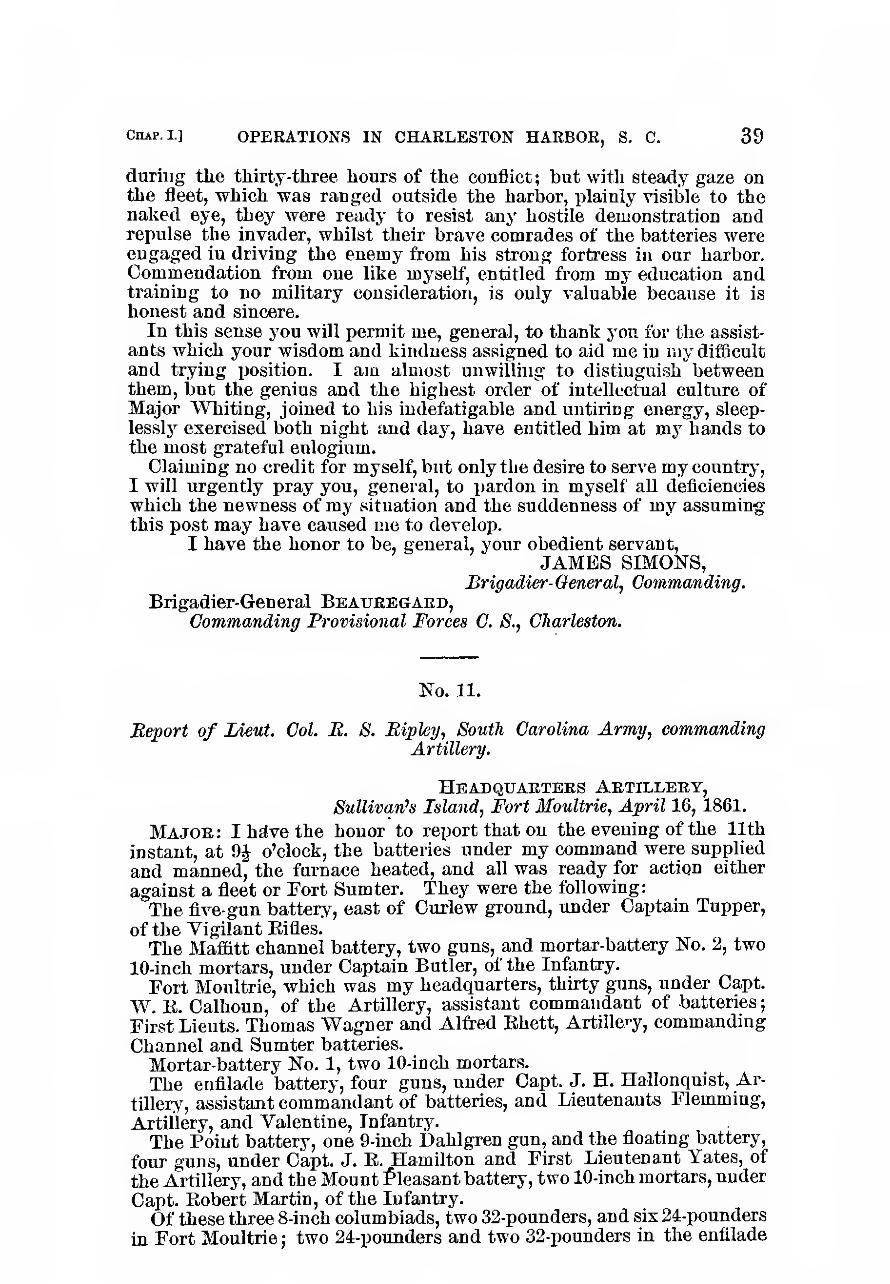 CHAP. I.] OPERATIONS IN CHARLESTON HARBOR, S. C. 39
during the thirty-three hours of the conflict; but with steady gaze on
the fleet, which was ranged outside the harbor, plainly visible to the
naked eye, they were ready to resist any hostile demonstration and
repulse the invader, whilst their brave comrades of the batteries were
engaged in driving the enemy from his strong fortress in our harbor.
Commendation from one like myself, entitled from my education and
training to no military consideration, is only valuable because it is
honest and sincere.
In this sense you will permit me, general, to thank you for the assist-
ants which your wisdom and kindness assigned to aid me in my difficult
and trying position. I am almost unwilling to distinguish between
them, but the genius and the highest order of intellectual culture of
Major Whiting, joined to his indefatigable and untiring energy, sleep-
lessly exercised both night and day, have entitled him at my hands to
the most grateful eulogium.
Claiming no credit for myself, but only the desire to serve my country,
I will urgently pray you, general, to pardon in myself all deficiencies
which the newness of my situation and the suddenness of my assuming
this post may have caused me to develop.
I have the honor to be, general, your obedient servant,
JAMES SIMONS,
Brigadier-General, Commanding.
Brigadier-General BEAUREGARD,
Commanding Provisional Forces C. S., Charleston.
No. 11.
Report of Lieut. Col. R. S. Ripley, South Carolina Army, commanding
Artillery.
HEADQUARTERS ARTILLERY,
Sullivan's Island, Fort Moultrie, April 16, 1861.
MAJOR: I have the honor to report that on the evening of the 11th
instant, at 9½ o'clock, the batteries under my command were supplied
and manned, the furnace heated, and all was ready for action either
against a fleet or Fort Sumter. They were the following:
The five-gun battery, east of Curlew ground, under Captain Tupper,
of the Vigilant Rifles.
The Maffitt channel battery, two guns, and mortar-battery No. 2, two
10-inch mortars, under Captain Butler, of the Infantry.
Fort Moultrie, which was my headquarters, thirty guns, under Capt.
W. R. Calhoun, of the Artillery, assistant commandant of batteries;
First Lieuts. Thomas Wagner and Alfred Rhett, Artillery, commanding
Channel and Sumter batteries.
Mortar-battery No. 1, two 10-inch mortars.
The enfilade battery, four guns, under Capt. J. H. Hallonquist, Ar-
tillery, assistant commandant of batteries, and Lieutenants Flemming,
Artillery, and Valentine, Infantry.
The Point battery, one 9-inch Dahlgren gun, and the floating battery,
four guns, under Capt. J. R. Hamilton and First Lieutenant Yates, of
the Artillery, and the Mount Pleasant battery, two 10-inch mortars, under
Capt. Robert Martin, of the Infantry.
Of these three 8-inch columbiads, two 32-pounders, and six 24-pounders
in Fort Moultrie; two 24-pounders and two 32-pounders in the enfilade